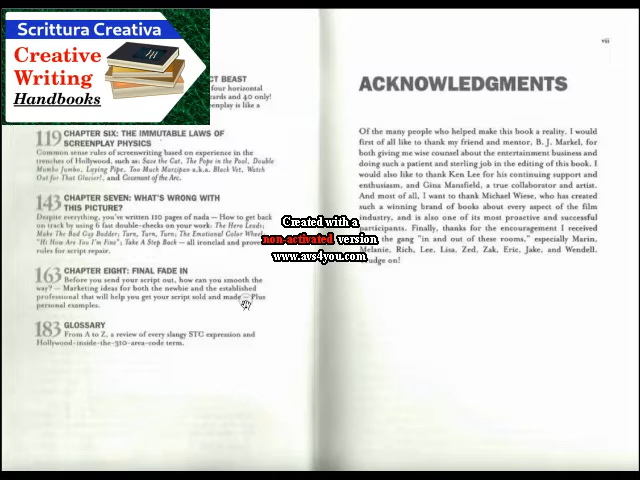 Scrittura Creativa
Creative
Writing
Handbooks
CT BEAST
four horizontal
cards and 40 only!
enplay is like a
119 CHAPTER SIX: THE IMMUTABLE LAWS OF
SCREENPLAY PHYSICS
Common sense rules of screenwriting based on experience in the
trenches of Hollywood, such as: Save the Cat, The Pope in the Pool, Double
Mumbo Jumbo, Laying Pipe, Too Much Marzipan a.k.a. Black Vet, Watch
Out for That Glacier!, and Covenant of the Arc.
143 CHAPTER SEVEN: WHAT'S WRONG WITH
THIS PICTURE?
Despite everything, you've written 110 pages of nada — How to get back
on track by using 6 fast double-checks on your work: The Hero Leads;
Make The Bad Guy Badder; Turn, Turn, Turn; The Emotional Color Wheel;
"Hi How Are You I'm Fine"; Take A Step Back — all ironclad and proven
rules for script repair.
163 CHAPTER EIGHT: FINAL FADE IN
Before you send your script out, how can you smooth the
way? — Marketing ideas for both the newbie and the established
professional that will help you get your script sold and made — Plus
personal examples.
183 GLOSSARY
From A to Z, a review of every slangy STC expression and
Hollywood-inside-the-310-area-code term.
viii
ACKNOWLEDGMENTS
Of the many people who helped make this book a reality, I would
first of all like to thank my friend and mentor, B. J. Markel, for
both giving me wise counsel about the entertainment business and
doing such a patient and sterling job in the editing of this book. I
would also like to thank Ken Lee for his continuing support and
enthusiasm, and Gina Mansfield, a true collaborator and artist.
And most of all, I want to thank Michael Wiese, who has created
such a winning brand of books about every aspect of the film
industry, and is also one of its most proactive and successful
participants. Finally, thanks for the encouragement I received
the gang "in and out of these rooms," especially Marin,
Melanie, Rich, Lee, Lisa, Zed, Zak, Eric, Jake, and Wendell.
udge on!
Created with a
non-activated version
www.avs4you.com